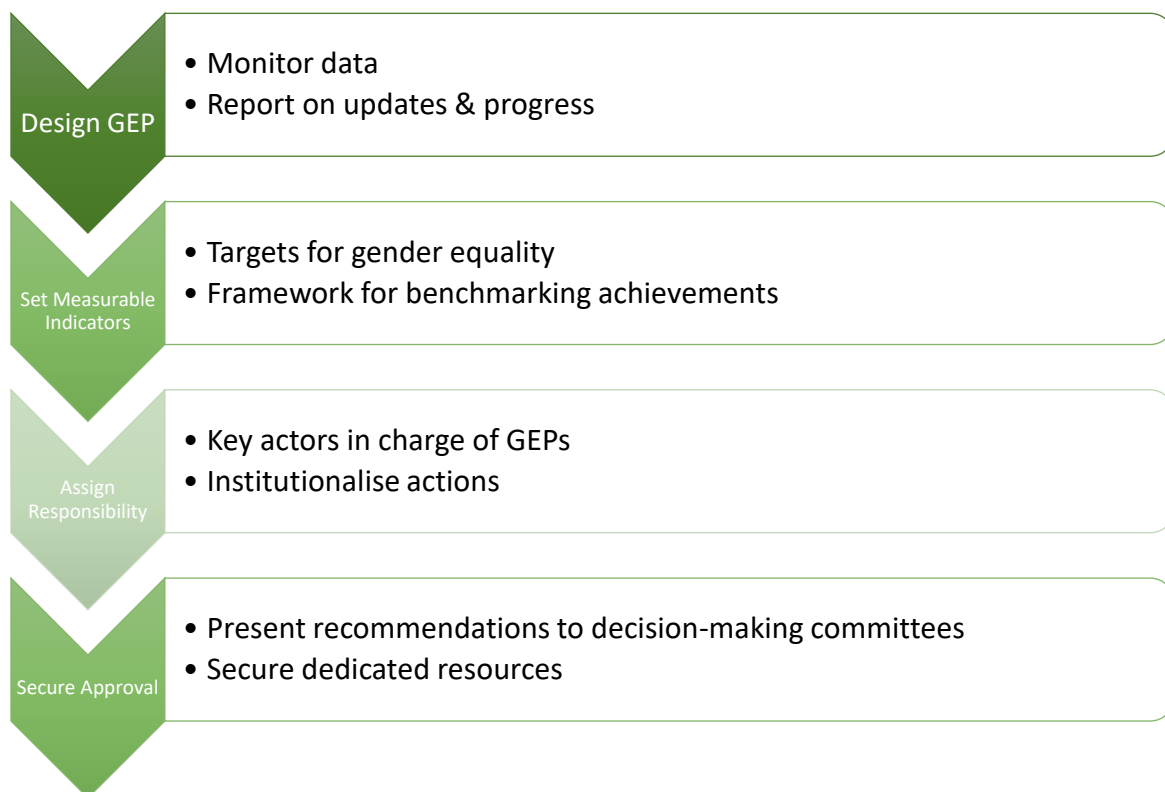 Design GEP
• Monitor data
• Report on updates & progress
Set Measurable
Indicators
• Targets for gender equality
• Framework for benchmarking achievements
Assign
Responsibility
• Key actors in charge of GEPs
• Institutionalise actions
Secure Approval
• Present recommendations to decision-making committees
• Secure dedicated resources